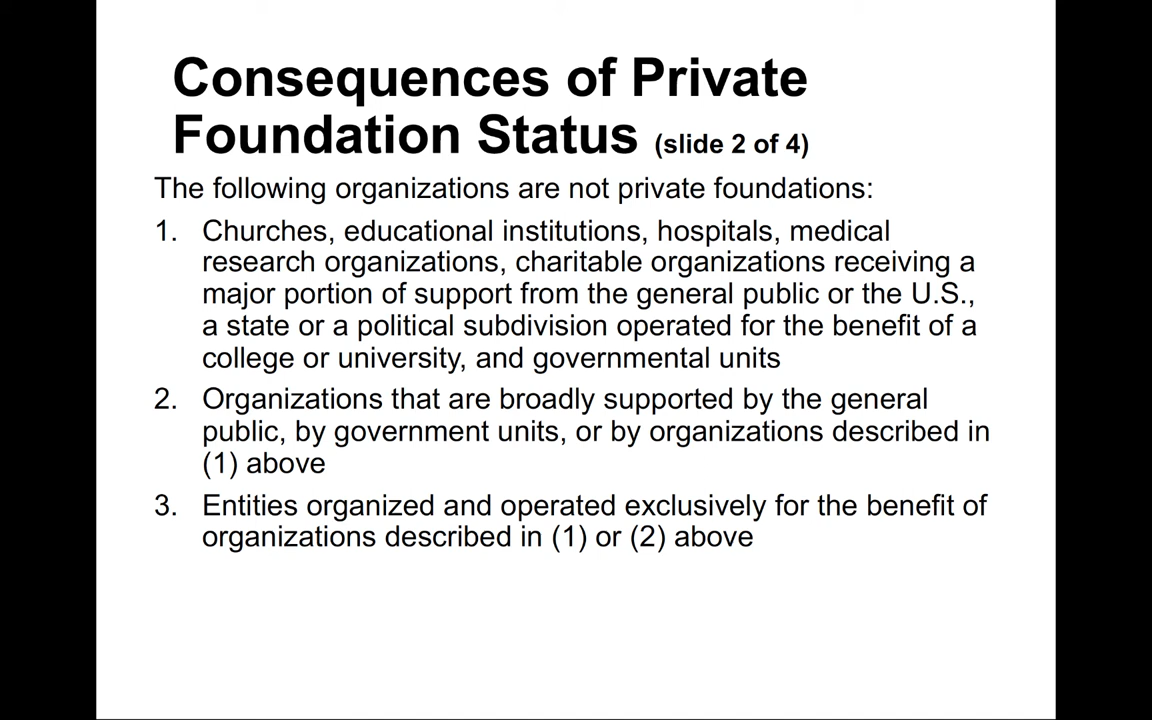 Consequences of Private
Foundation Status (slide 2 of 4)
The following organizations are not private foundations:
1. Churches, educational institutions, hospitals, medical
research organizations, charitable organizations receiving a
major portion of support from the general public or the U.S.,
a state or a political subdivision operated for the benefit of a
college or university, and governmental units
2. Organizations that are broadly supported by the general
public, by government units, or by organizations described in
(1) above
3. Entities organized and operated exclusively for the benefit of
organizations described in (1) or (2) above